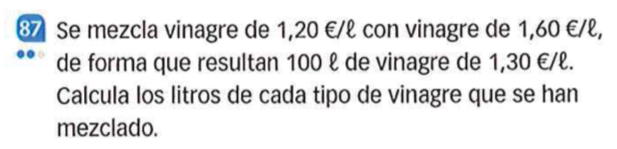 87 Se mezcla vinagre de 1,20 €/ℓ con vinagre de 1,60 €/ℓ,
de forma que resultan 100 ℓ de vinagre de 1,30 €/ℓ.
Calcula los litros de cada tipo de vinagre que se han
mezclado.